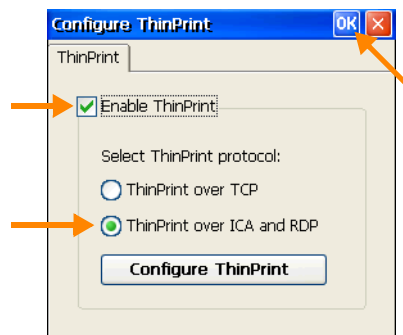 Configure ThinPrint OK
ThinPrint
Enable ThinPrint
Select ThinPrint protocol:
ThinPrint over TCP
ThinPrint over ICA and RDP
Configure ThinPrint